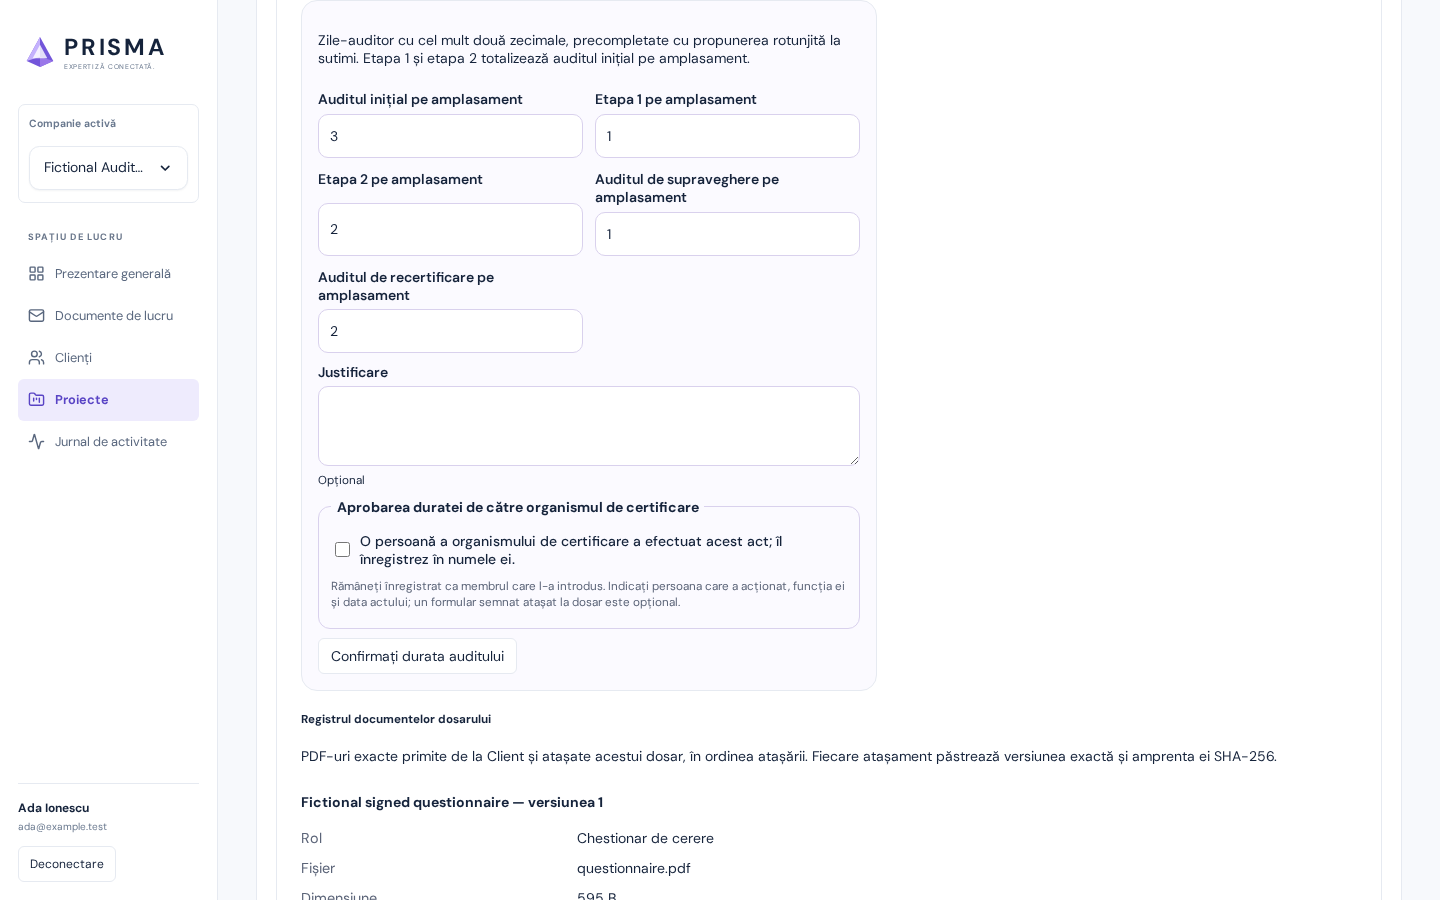 PRISMA
EXPERTIZĂ CONECTATĂ.
Companie activă
Fictional Audit...
SPAȚIU DE LUCRU
Prezentare generală
Documente de lucru
Clienți
Proiecte
Jurnal de activitate
Ada Ionescu
ada@example.test
Deconectare
Zile-auditor cu cel mult două zecimale, precompletate cu propunerea rotunjită la
sutimi. Etapa 1 și etapa 2 totalizează auditul inițial pe amplasament.
Auditul inițial pe amplasament
3
Etapa 1 pe amplasament
1
Etapa 2 pe amplasament
2
Auditul de supraveghere pe
amplasament
1
Auditul de recertificare pe
amplasament
2
Justificare
Opțional
Aprobarea duratei de către organismul de certificare
O persoană a organismului de certificare a efectuat acest act; îl
înregistrez în numele ei.
Rămâneți înregistrat ca membrul care l-a introdus. Indicați persoana care a acționat, funcția ei
și data actului; un formular semnat atașat la dosar este opțional.
Confirmați durata auditului
Registrul documentelor dosarului
PDF-uri exacte primite de la Client și atașate acestui dosar, în ordinea atașării. Fiecare atașament păstrează versiunea exactă și amprenta ei SHA-256.
Fictional signed questionnaire — versiunea 1
Rol
Chestionar de cerere
Fișier
questionnaire.pdf
Dimensiune
595 B